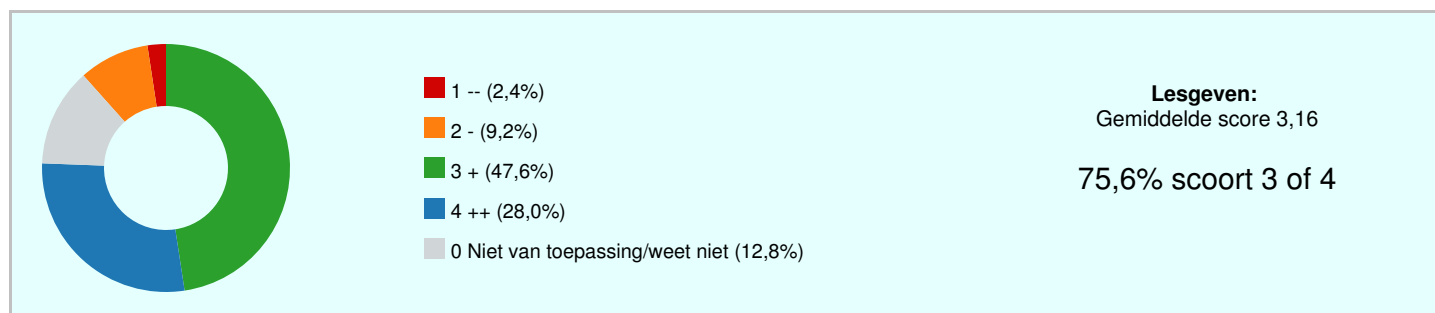 1 -- (2,4%)
2 - (9,2%)
3 + (47,6%)
4 ++ (28,0%)
0 Niet van toepassing/weet niet (12,8%)
Lesgeven:
Gemiddelde score 3,16
75,6% scoort 3 of 4